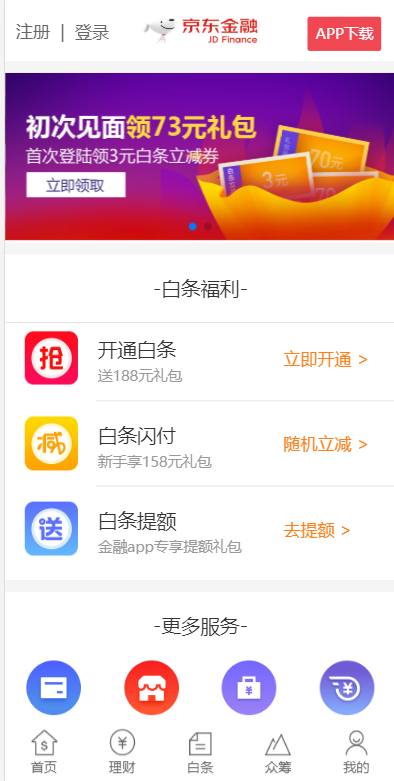 注册 | 登录
京东金融
JD Finance
APP下载
初次见面领73元礼包
首次登陆领3元白条立减券
立即领取
70元
3元
-白条福利-
抢
开通白条
送188元礼包
立即开通 >
减
白条闪付
新手享158元礼包
随机立减 >
送
白条提额
金融app专享提额礼包
去提额 >
-更多服务-
首页
理财
白条
众筹
我的